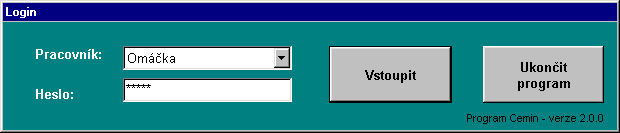 Login
Pracovník:
Omáčka
Vstoupit
Ukončit
program
Heslo:
*****
Program Cemin - verze 2.0.0